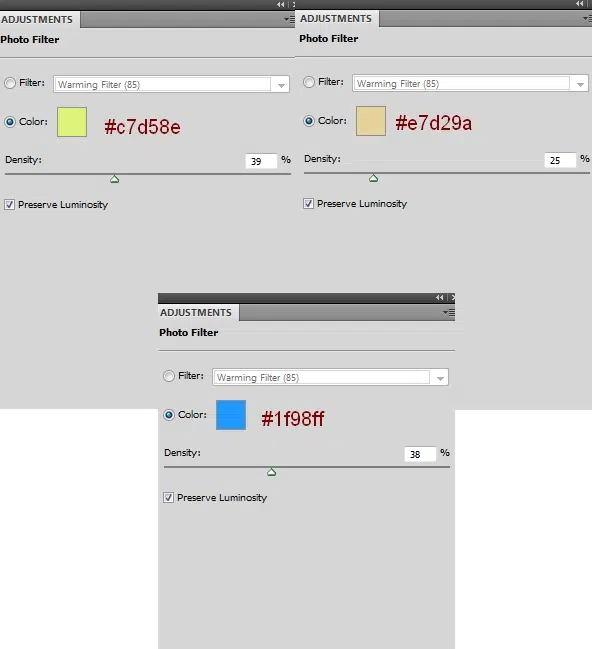 ADJUSTMENTS
Photo Filter
Filter: Warming Filter (85)
Color: #c7d58e
Density: 39 %
Preserve Luminosity
ADJUSTMENTS
Photo Filter
Filter: Warming Filter (85)
Color: #e7d29a
Density: 25 %
Preserve Luminosity
ADJUSTMENTS
Photo Filter
Filter: Warming Filter (85)
Color: #1f98ff
Density: 38 %
Preserve Luminosity